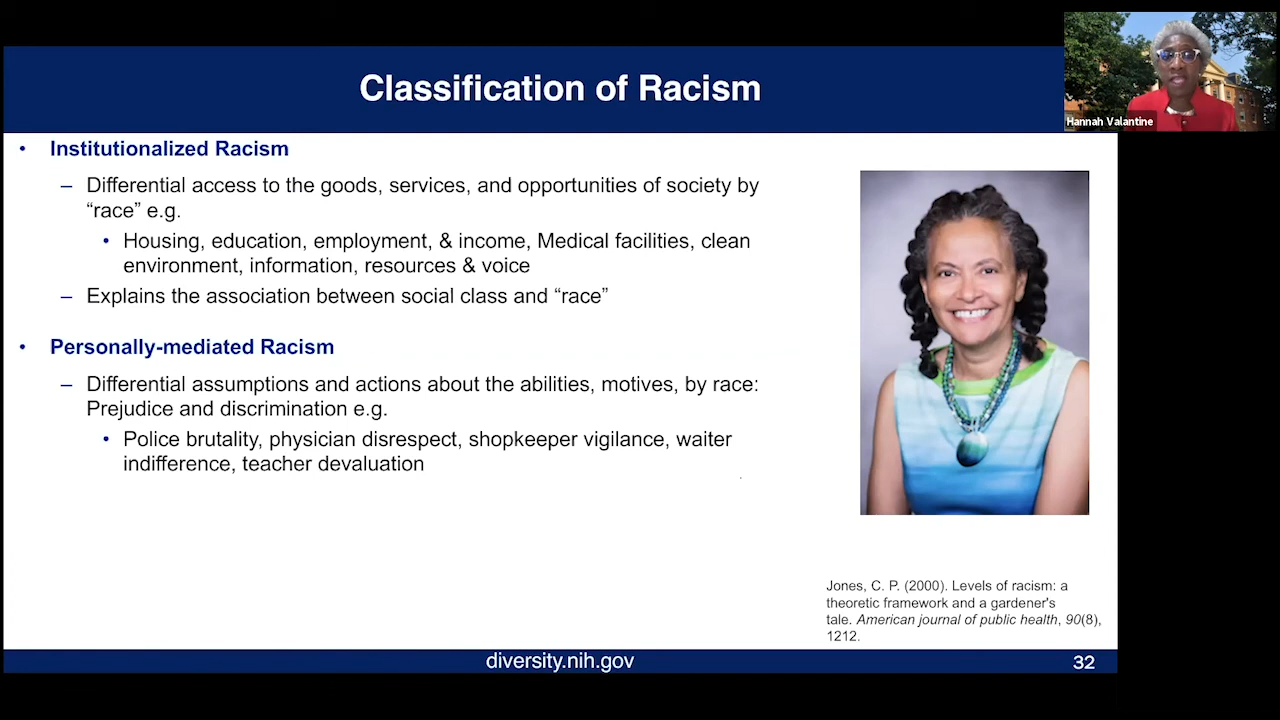 Classification of Racism
Hannah Valantine
• Institutionalized Racism
– Differential access to the goods, services, and opportunities of society by
“race” e.g.
• Housing, education, employment, & income, Medical facilities, clean
environment, information, resources & voice
– Explains the association between social class and “race”
• Personally-mediated Racism
– Differential assumptions and actions about the abilities, motives, by race:
Prejudice and discrimination e.g.
• Police brutality, physician disrespect, shopkeeper vigilance, waiter
indifference, teacher devaluation
Jones, C. P. (2000). Levels of racism: a
theoretic framework and a gardener's
tale. American journal of public health, 90(8),
1212.
diversity.nih.gov
32